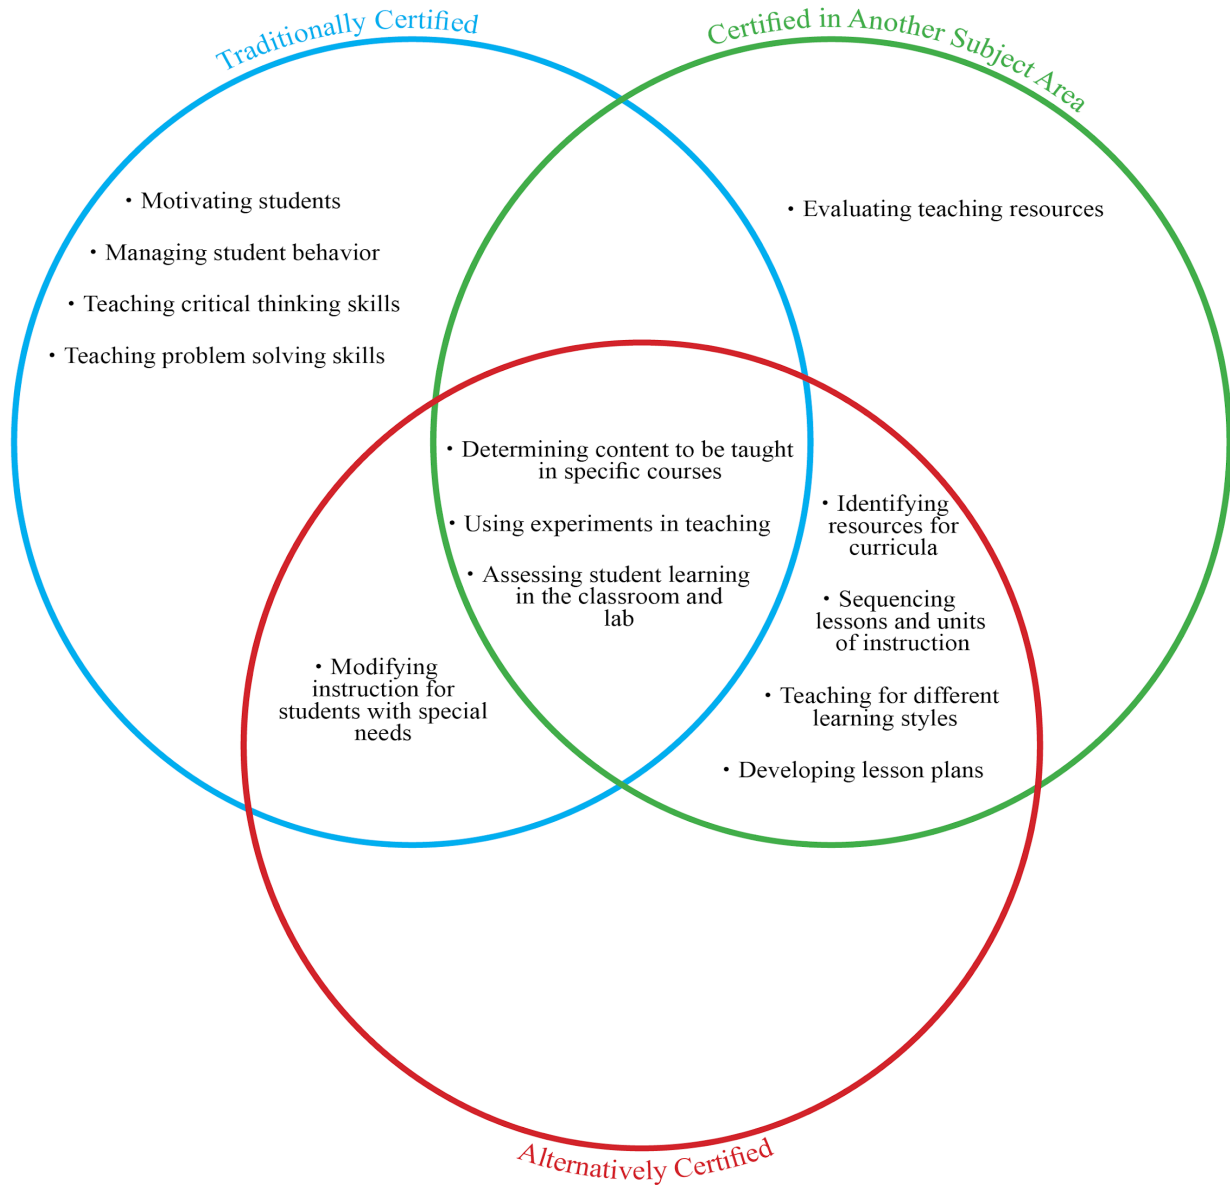 Traditionally Certified
Certified in Another Subject Area
• Motivating students
• Managing student behavior
• Teaching critical thinking skills
• Teaching problem solving skills
• Evaluating teaching resources
• Determining content to be taught
in specific courses
• Using experiments in teaching
• Assessing student learning
in the classroom and
lab
• Identifying
resources for
curricula
• Sequencing
lessons and units
of instruction
• Teaching for different
learning styles
• Developing lesson plans
• Modifying
instruction for
students with special
needs
Alternatively Certified